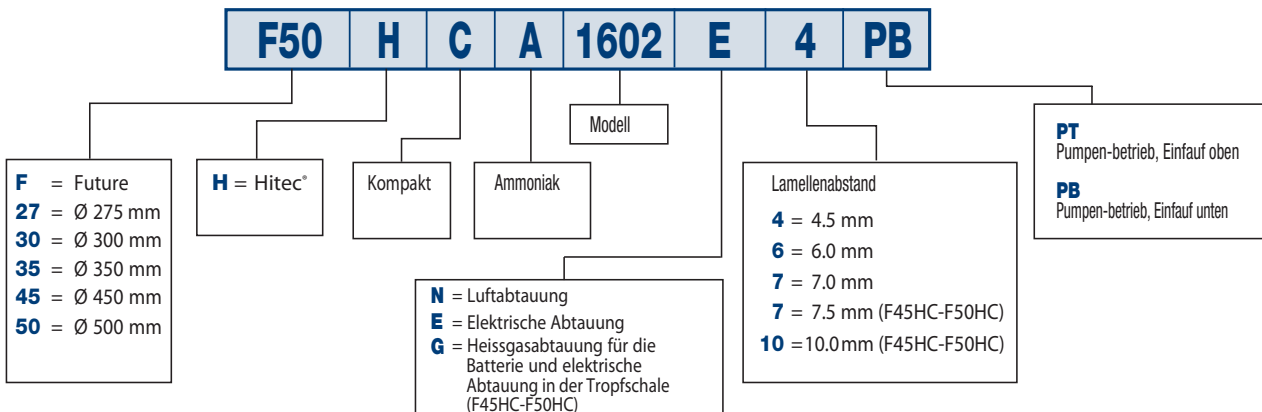 F50 H C A 1602 E 4 PB
F = Future
27 = Ø 275 mm
30 = Ø 300 mm
35 = Ø 350 mm
45 = Ø 450 mm
50 = Ø 500 mm
H = Hitec®
Kompakt
Ammoniak
Modell
N = Luftabtauung
E = Elektrische Abtauung
G = Heissgasabtauung für die
Batterie und elektrische
Abtauung in der Tropfschale
(F45HC-F50HC)
Lamellenabstand
4 = 4.5 mm
6 = 6.0 mm
7 = 7.0 mm
7 = 7.5 mm (F45HC-F50HC)
10 =10.0 mm (F45HC-F50HC)
PT
Pumpen-betrieb, Einfauf oben
PB
Pumpen-betrieb, Einfauf unten